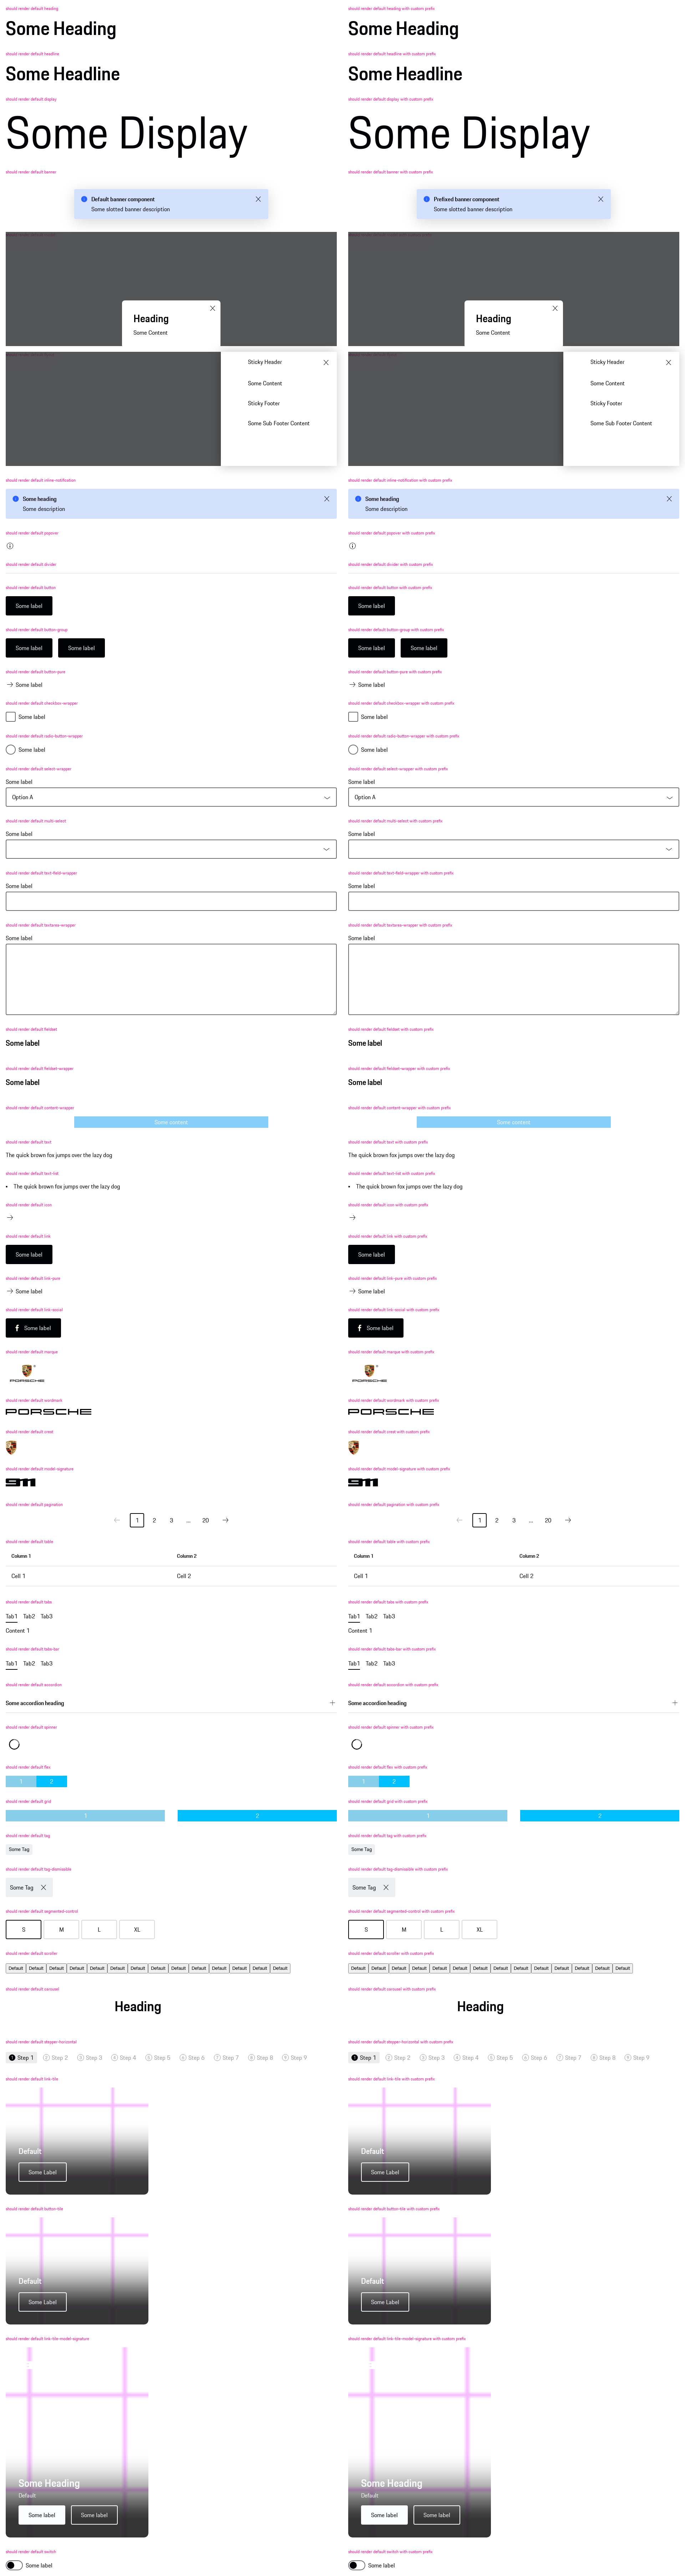 should render default heading
Some Heading
should render default headline
Some Headline
should render default display
Some Display
should render default banner
Default banner component
Some slotted banner description
Heading
Some Content
Sticky Header
Some Content
Sticky Footer
Some Sub Footer Content
should render default inline-notification
Some heading
Some description
should render default popover
should render default divider
should render default button
Some label
should render default button-group
Some label Some label
should render default button-pure
Some label
should render default checkbox-wrapper
Some label
should render default radio-button-wrapper
Some label
should render default select-wrapper
Some label
Option A
should render default multi-select
Some label
should render default text-field-wrapper
Some label
should render default textarea-wrapper
Some label
should render default fieldset
Some label
should render default fieldset-wrapper
Some label
should render default content-wrapper
Some content
should render default text
The quick brown fox jumps over the lazy dog
should render default text-list
• The quick brown fox jumps over the lazy dog
should render default icon
should render default link
Some label
should render default link-pure
Some label
should render default link-social
Some label
should render default marque
PORSCHE
should render default wordmark
PORSCHE
should render default crest
should render default model-signature
911
should render default pagination
1 2 3 ... 20
should render default table
Column 1 Column 2
Cell 1 Cell 2
should render default tabs
Tab1 Tab2 Tab3
Content 1
should render default tabs-bar
Tab1 Tab2 Tab3
should render default accordion
Some accordion heading
should render default spinner
should render default flex
1 2
should render default grid
1 2
should render default tag
Some Tag
should render default tag-dismissible
Some Tag
should render default segmented-control
S M L XL
should render default scroller
Default Default Default Default Default Default Default Default Default Default Default Default Default Default
should render default carousel
Heading
should render default stepper-horizontal
1 Step 1 2 Step 2 3 Step 3 4 Step 4 5 Step 5 6 Step 6 7 Step 7 8 Step 8 9 Step 9
should render default link-tile
Default
Some Label
should render default button-tile
Default
Some Label
should render default link-tile-model-signature
Some Heading
Default
Some label Some label
should render default switch
Some label
should render default heading with custom prefix
Some Heading
should render default headline with custom prefix
Some Headline
should render default display with custom prefix
Some Display
should render default banner with custom prefix
Prefixed banner component
Some slotted banner description
Heading
Some Content
Sticky Header
Some Content
Sticky Footer
Some Sub Footer Content
should render default inline-notification with custom prefix
Some heading
Some description
should render default popover with custom prefix
should render default divider with custom prefix
should render default button with custom prefix
Some label
should render default button-group with custom prefix
Some label Some label
should render default button-pure with custom prefix
Some label
should render default checkbox-wrapper with custom prefix
Some label
should render default radio-button-wrapper with custom prefix
Some label
should render default select-wrapper with custom prefix
Some label
Option A
should render default multi-select with custom prefix
Some label
should render default text-field-wrapper with custom prefix
Some label
should render default textarea-wrapper with custom prefix
Some label
should render default fieldset with custom prefix
Some label
should render default fieldset-wrapper with custom prefix
Some label
should render default content-wrapper with custom prefix
Some content
should render default text with custom prefix
The quick brown fox jumps over the lazy dog
should render default text-list with custom prefix
• The quick brown fox jumps over the lazy dog
should render default icon with custom prefix
should render default link with custom prefix
Some label
should render default link-pure with custom prefix
Some label
should render default link-social with custom prefix
Some label
should render default marque with custom prefix
PORSCHE
should render default wordmark with custom prefix
PORSCHE
should render default crest with custom prefix
should render default model-signature with custom prefix
911
should render default pagination with custom prefix
1 2 3 ... 20
should render default table with custom prefix
Column 1 Column 2
Cell 1 Cell 2
should render default tabs with custom prefix
Tab1 Tab2 Tab3
Content 1
should render default tabs-bar with custom prefix
Tab1 Tab2 Tab3
should render default accordion with custom prefix
Some accordion heading
should render default spinner with custom prefix
should render default flex with custom prefix
1 2
should render default grid with custom prefix
1 2
should render default tag with custom prefix
Some Tag
should render default tag-dismissible with custom prefix
Some Tag
should render default segmented-control with custom prefix
S M L XL
should render default scroller with custom prefix
Default Default Default Default Default Default Default Default Default Default Default Default Default Default
should render default carousel with custom prefix
Heading
should render default stepper-horizontal with custom prefix
1 Step 1 2 Step 2 3 Step 3 4 Step 4 5 Step 5 6 Step 6 7 Step 7 8 Step 8 9 Step 9
should render default link-tile with custom prefix
Default
Some Label
should render default button-tile with custom prefix
Default
Some Label
should render default link-tile-model-signature with custom prefix
Some Heading
Default
Some label Some label
should render default switch with custom prefix
Some label